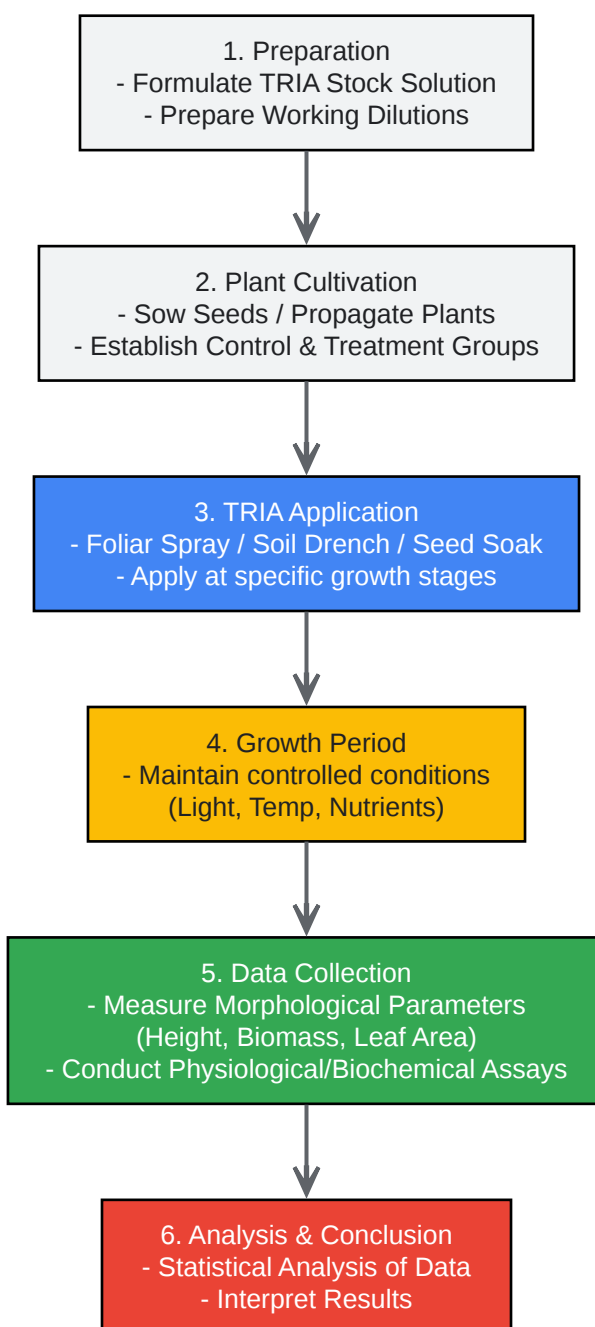 1. Preparation
- Formulate TRIA Stock Solution
- Prepare Working Dilutions
2. Plant Cultivation
- Sow Seeds / Propagate Plants
- Establish Control & Treatment Groups
3. TRIA Application
- Foliar Spray / Soil Drench / Seed Soak
- Apply at specific growth stages
4. Growth Period
- Maintain controlled conditions
(Light, Temp, Nutrients)
5. Data Collection
- Measure Morphological Parameters
(Height, Biomass, Leaf Area)
- Conduct Physiological/Biochemical Assays
6. Analysis & Conclusion
- Statistical Analysis of Data
- Interpret Results